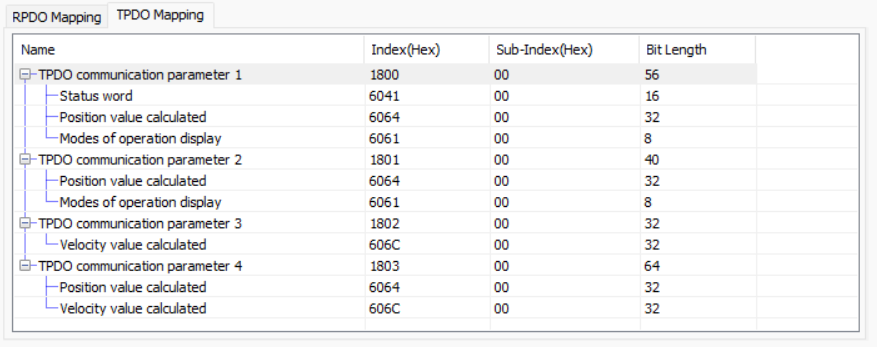 RPDO Mapping TPDO Mapping
Name Index(Hex) Sub-Index(Hex) Bit Length
TPDO communication parameter 1 1800 00 56
Status word 6041 00 16
Position value calculated 6064 00 32
Modes of operation display 6061 00 8
TPDO communication parameter 2 1801 00 40
Position value calculated 6064 00 32
Modes of operation display 6061 00 8
TPDO communication parameter 3 1802 00 32
Velocity value calculated 606C 00 32
TPDO communication parameter 4 1803 00 64
Position value calculated 6064 00 32
Velocity value calculated 606C 00 32